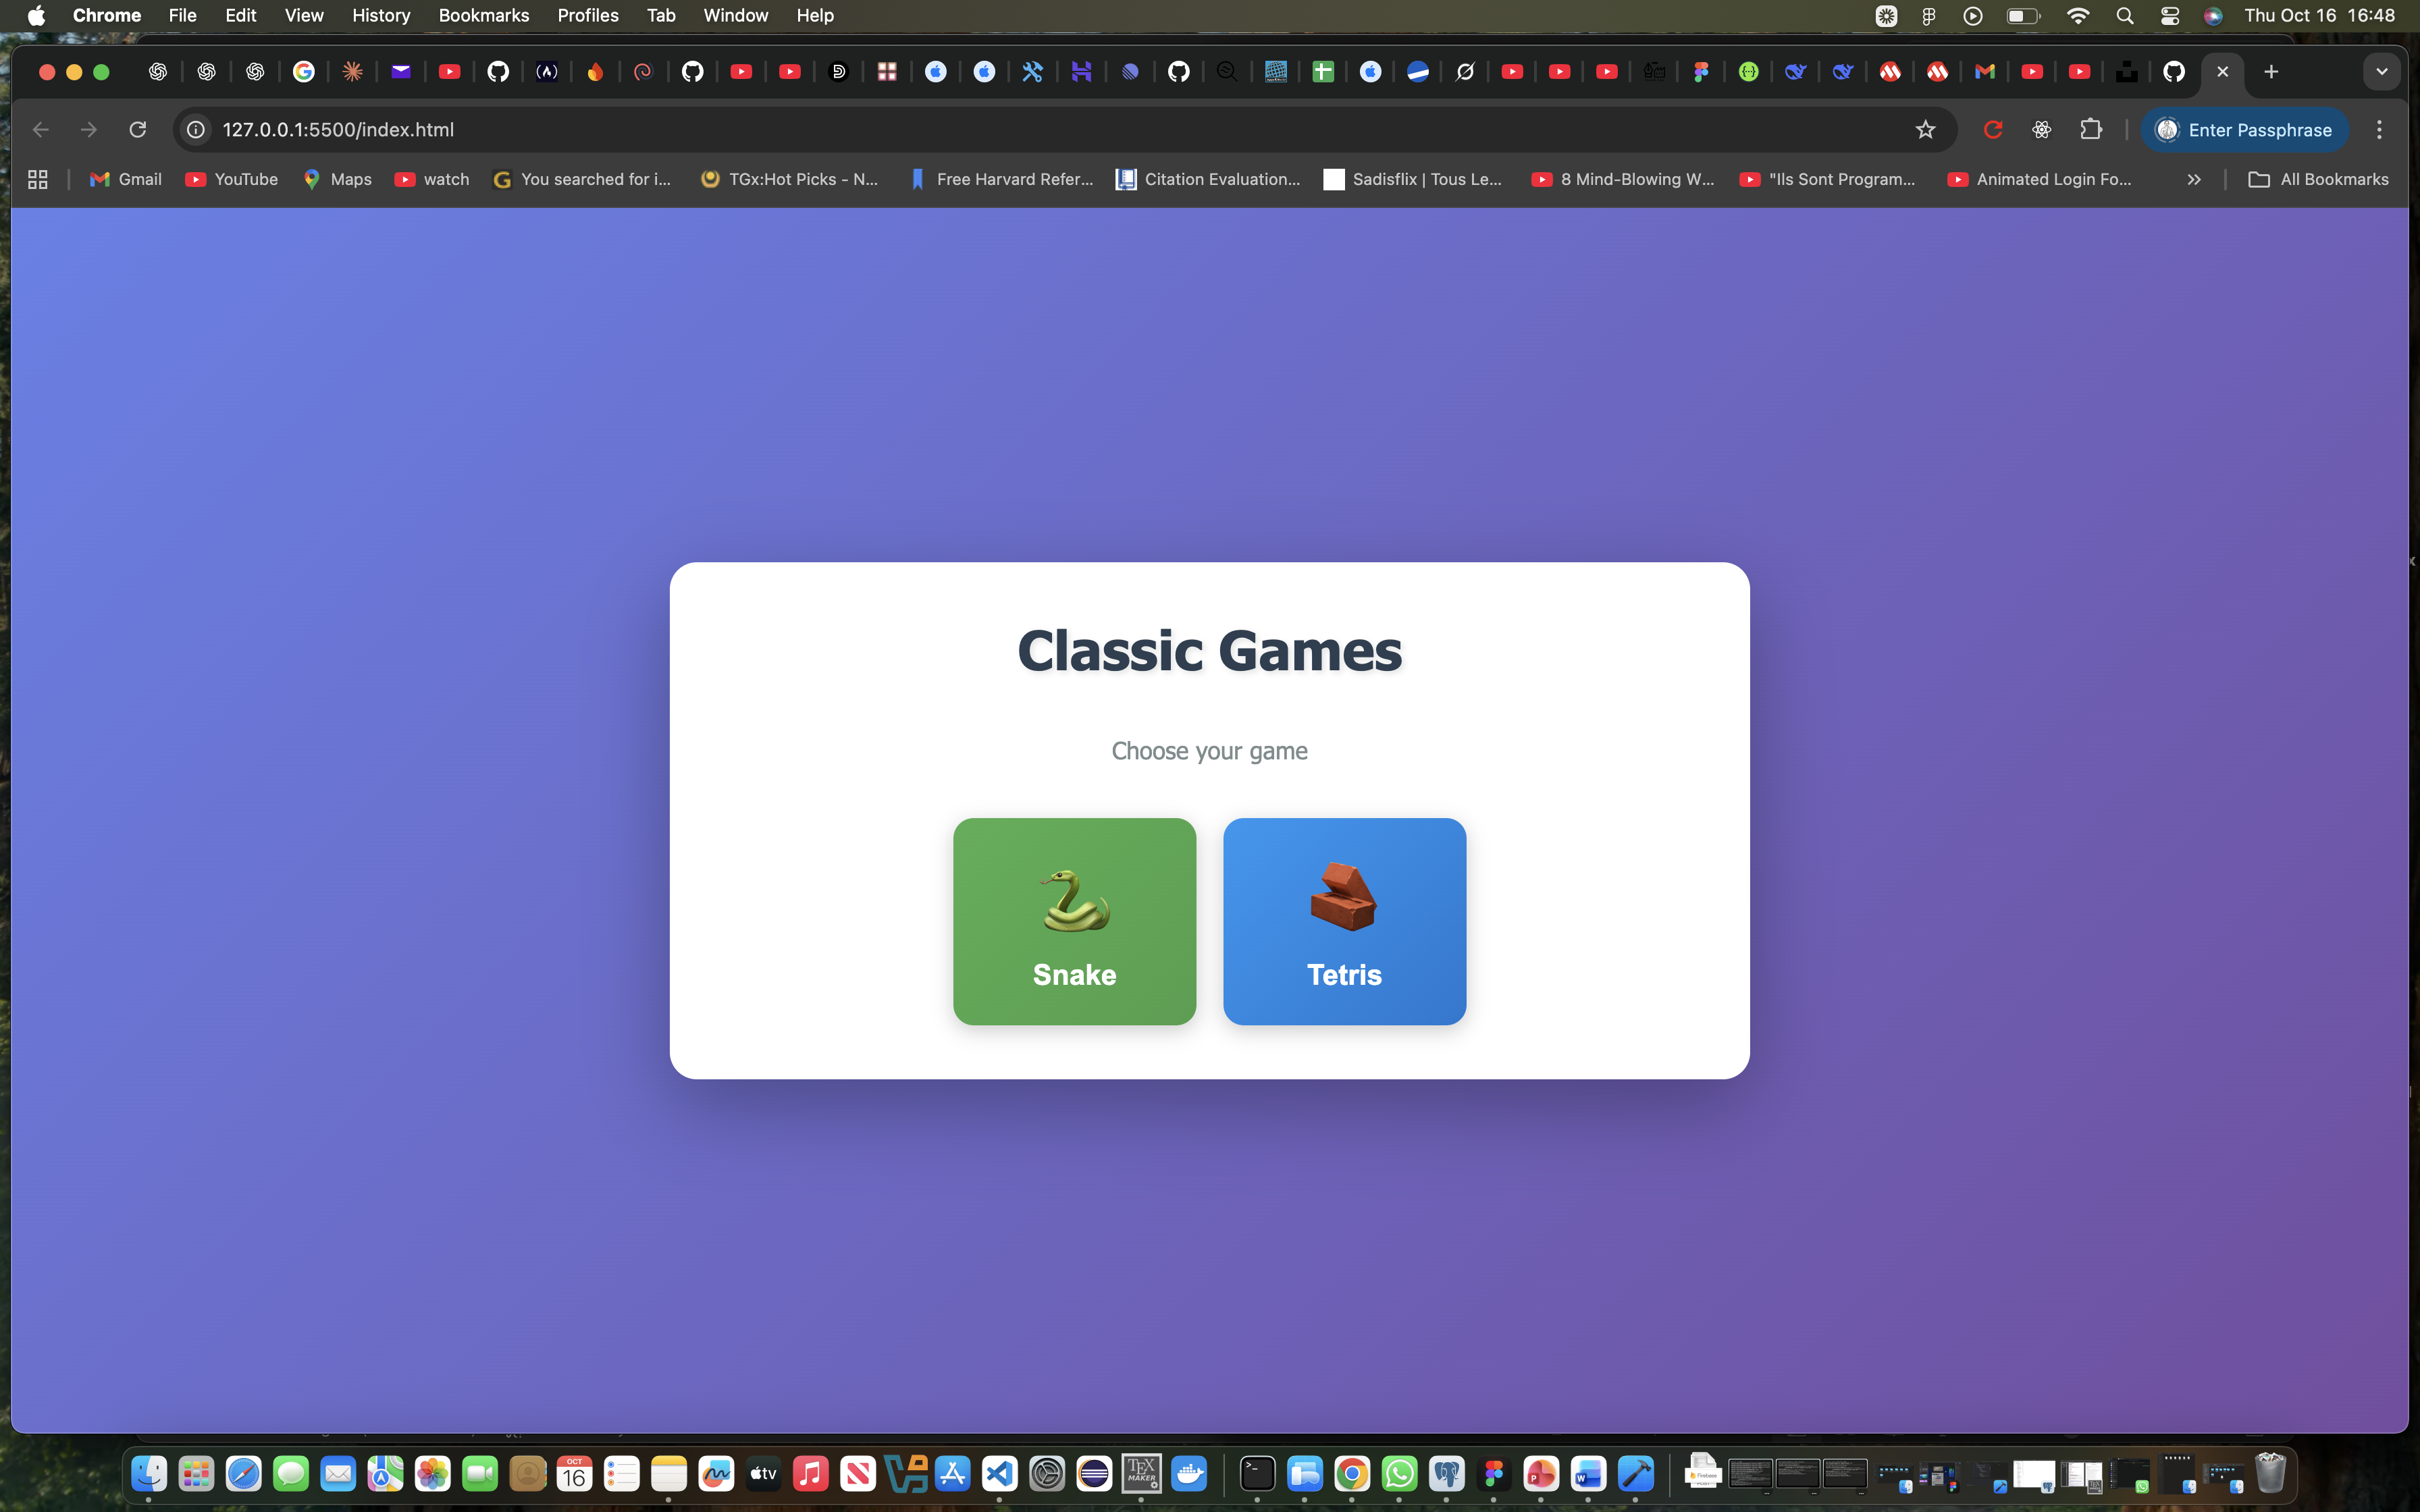 Chrome File Edit View History Bookmarks Profiles Tab Window Help Thu Oct 16 16:48
127.0.0.1:5500/index.html Enter Passphrase
Gmail YouTube Maps watch You searched for i... TGx:Hot Picks - N... Free Harvard Refer... Citation Evaluation... Sadisflix | Tous Le... 8 Mind-Blowing W... "Ils Sont Program... Animated Login Fo... All Bookmarks
Classic Games
Choose your game
Snake Tetris
OCT
16
tv
TEX
MAKER